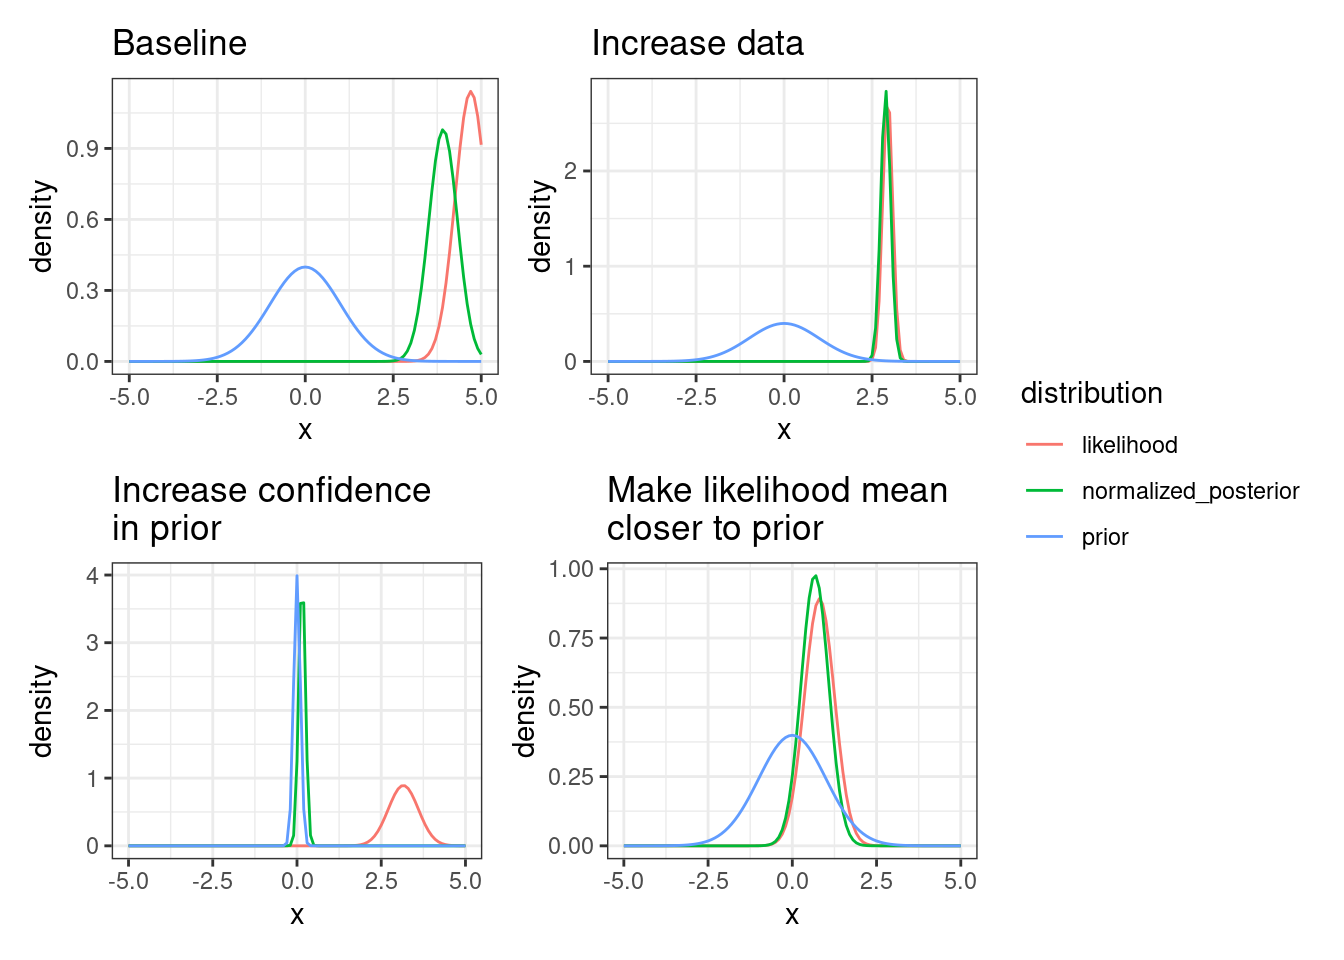 Baseline
density
0.9
0.6
0.3
0.0
-5.0 -2.5 0.0 2.5 5.0
x
Increase data
density
2
1
0
-5.0 -2.5 0.0 2.5 5.0
x
Increase confidence
in prior
density
4
3
2
1
0
-5.0 -2.5 0.0 2.5 5.0
x
Make likelihood mean
closer to prior
density
1.00
0.75
0.50
0.25
0.00
-5.0 -2.5 0.0 2.5 5.0
x
distribution
likelihood
normalized_posterior
prior